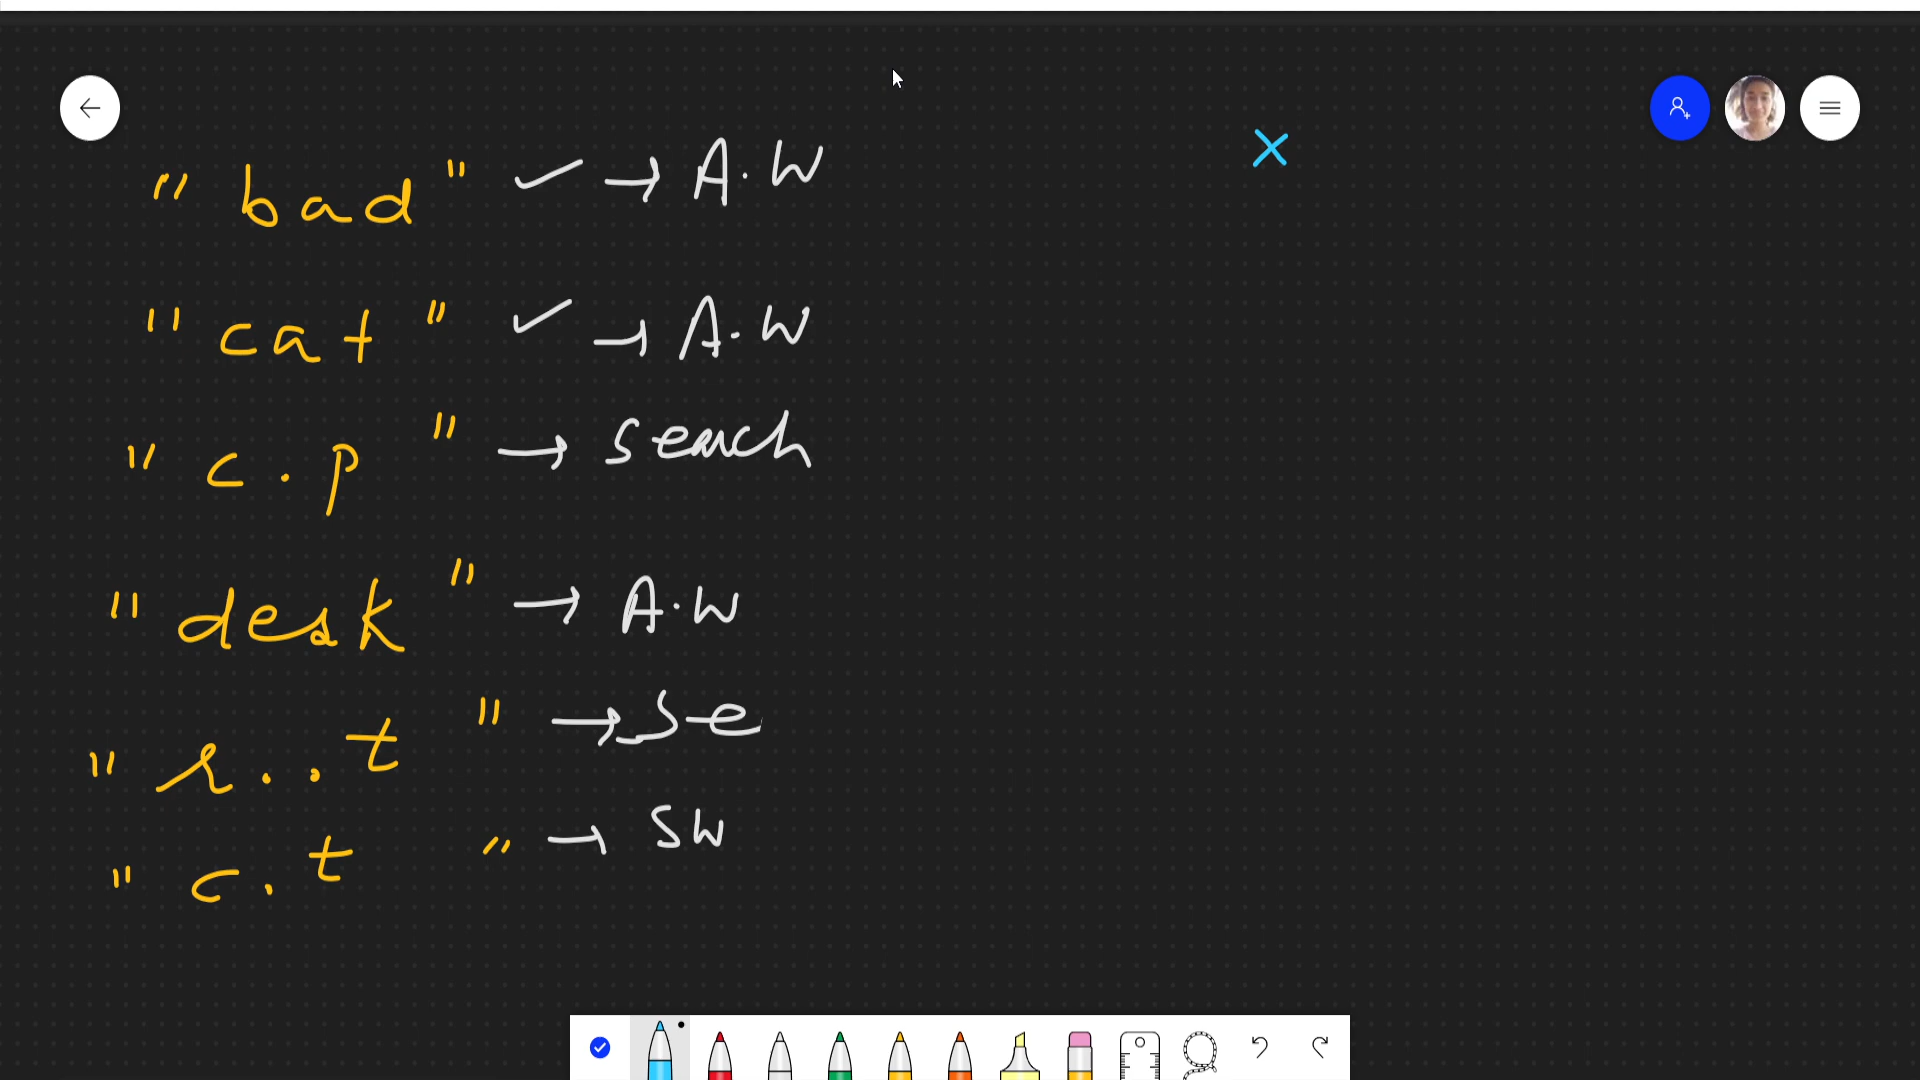 "bad" ✓ → A.W
"cat" ✓ → A.W
"c.p" → search
"desk" → A.W
"r..t" → Se
"c.t" → SW
×